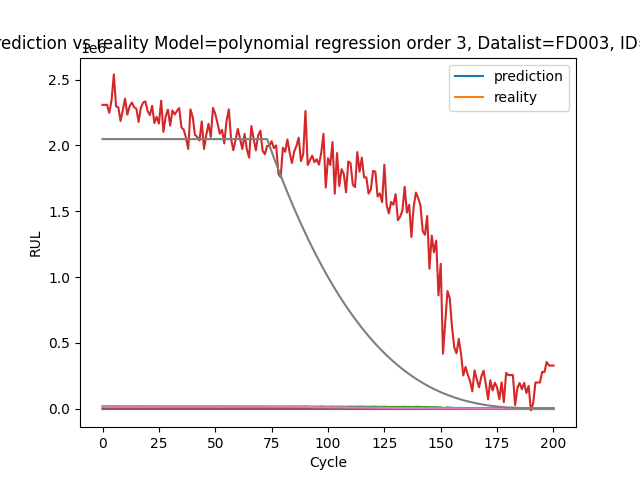 rediction vs reality Model=polynomial regression order 3, Datalist=FD003, ID=
1e6
prediction
reality
2.5
2.0
1.5
1.0
0.5
0.0
RUL
0 25 50 75 100 125 150 175 200
Cycle